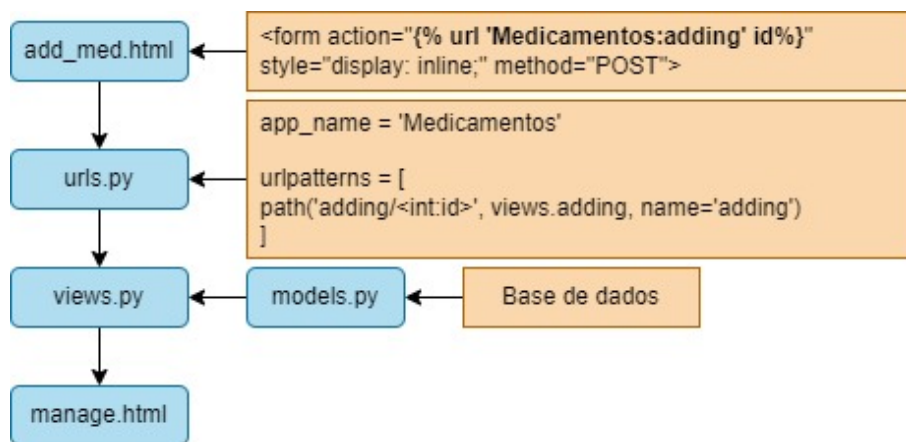 add_med.html
<form action="{% url 'Medicamentos:adding' id%}"
style="display: inline;" method="POST">
urls.py
app_name = 'Medicamentos'
urlpatterns = [
path('adding/<int:id>', views.adding, name='adding')
]
views.py
models.py
Base de dados
manage.html